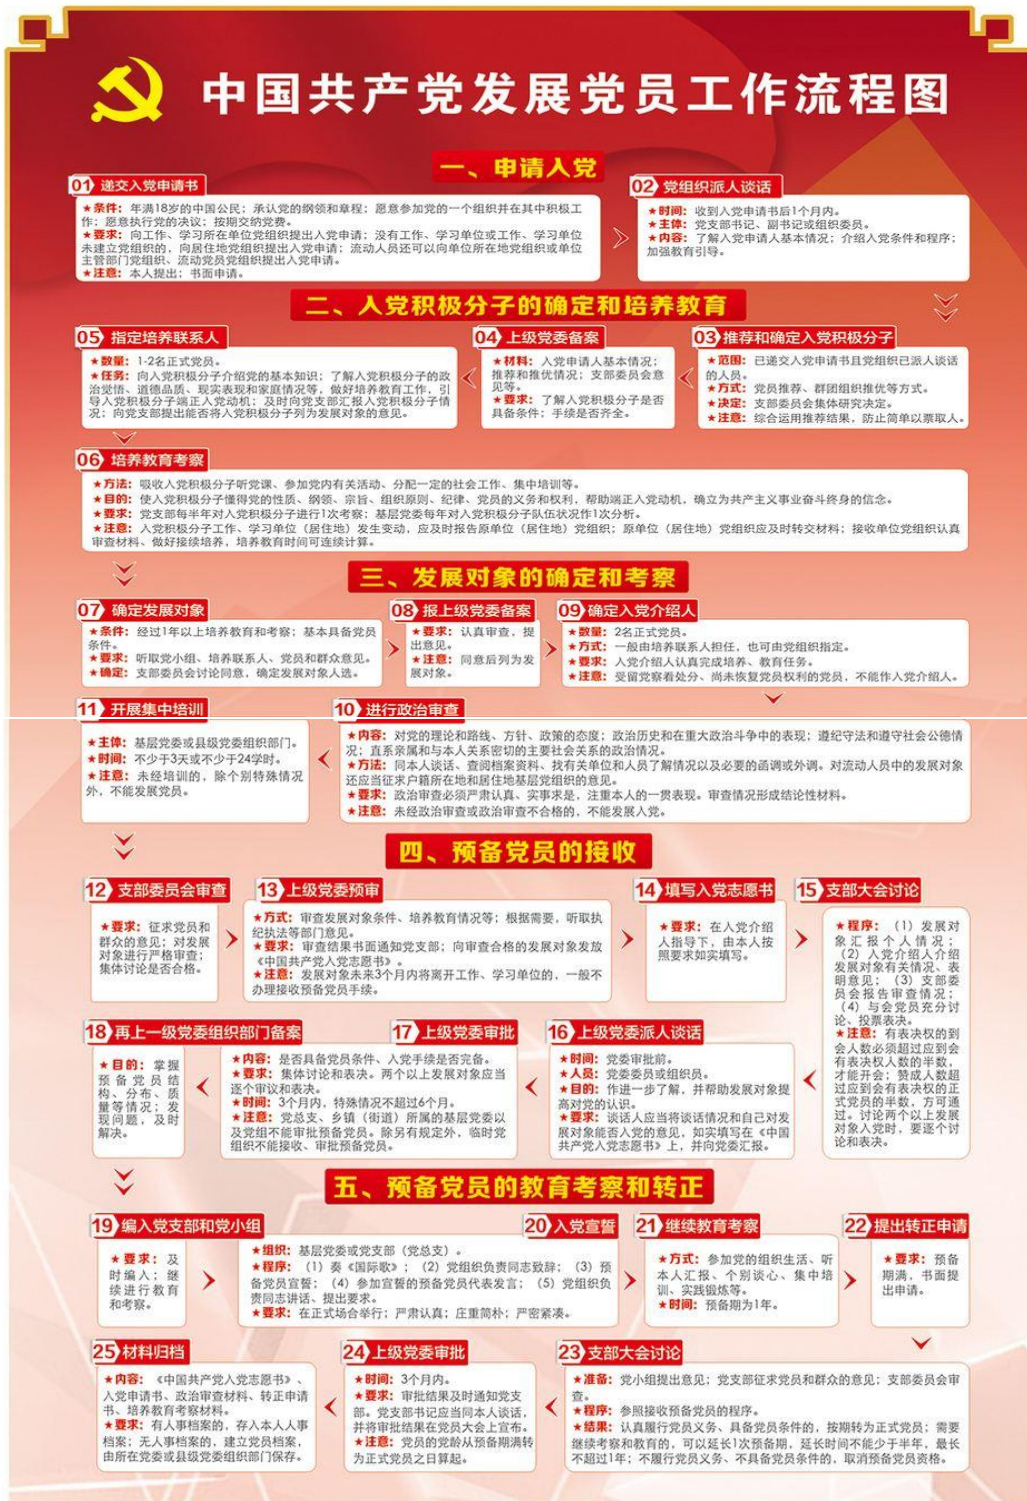 中国共产党发展党员工作流程图
一、申请入党
01 递交入党申请书
★条件：年满18岁的中国公民；承认党的纲领和章程；愿意参加党的一个组织并在其中积极工
作；愿意执行党的决议；按期交纳党费。
★要求：向工作、学习所在单位党组织提出入党申请；没有工作、学习单位或工作、学习单位
未建立党组织的，向居住地党组织提出入党申请；流动人员还可以向单位所在地党组织或单位
主管部门党组织、流动党员党组织提出入党申请。
★注意：本人提出；书面申请。
02 党组织派人谈话
★时间：收到入党申请书后1个月内。
★主体：党支部书记、副书记或组织委员。
★内容：了解入党申请人基本情况；介绍入党条件和程序；
加强教育引导。
二、入党积极分子的确定和培养教育
03 推荐和确定入党积极分子
★范围：已递交入党申请书且党组织已派人谈话
的人员。
★方式：党员推荐、群团组织推优等方式。
★决定：支部委员会集体研究决定。
★注意：综合运用推荐结果，防止简单以票取人。
04 上级党委备案
★材料：入党申请人基本情况；
推荐和推优情况；支部委员会意
见等。
★要求：了解入党积极分子是否
具备条件；手续是否齐全。
05 指定培养联系人
★数量：1-2名正式党员。
★任务：向入党积极分子介绍党的基本知识；了解入党积极分子的政
治觉悟、道德品质、现实表现和家庭情况等，做好培养教育工作，引
导入党积极分子端正入党动机；及时向党支部汇报入党积极分子情
况；向党支部提出能否将入党积极分子列为发展对象的意见。
06 培养教育考察
★方法：吸收入党积极分子听党课、参加党内有关活动、分配一定的社会工作、集中培训等。
★目的：使入党积极分子懂得党的性质、纲领、宗旨、组织原则、纪律、党员的义务和权利，帮助端正入党动机，确立为共产主义事业奋斗终身的信念。
★要求：党支部每半年对入党积极分子进行1次考察；基层党委每年对入党积极分子队伍状况作1次分析。
★注意：入党积极分子工作、学习单位（居住地）发生变动，应及时报告原单位（居住地）党组织；原单位（居住地）党组织应及时转交材料；接收单位党组织认真
审查材料、做好接续培养，培养教育时间可连续计算。
三、发展对象的确定和考察
07 确定发展对象
★条件：经过1年以上培养教育和考察；基本具备党员
条件。
★要求：听取党小组、培养联系人、党员和群众意见。
★确定：支部委员会讨论同意，确定发展对象人选。
08 报上级党委备案
★要求：认真审查，提
出意见。
★注意：同意后列为发
展对象。
09 确定入党介绍人
★数量：2名正式党员。
★方式：一般由培养联系人担任，也可由党组织指定。
★要求：入党介绍人认真完成培养、教育任务。
★注意：受留党察看处分、尚未恢复党员权利的党员，不能作入党介绍人。
10 进行政治审查
★内容：对党的理论和路线、方针、政策的态度；政治历史和在重大政治斗争中的表现；遵纪守法和遵守社会公德情
况；直系亲属和与本人关系密切的主要社会关系的政治情况。
★方法：同本人谈话、查阅档案资料、找有关单位和人员了解情况以及必要的函调或外调。对流动人员中的发展对象
还应当征求户籍所在地和居住地基层党组织的意见。
★要求：政治审查必须严肃认真、实事求是，注重本人的一贯表现。审查情况形成结论性材料。
★注意：未经政治审查或政治审查不合格的，不能发展入党。
11 开展集中培训
★主体：基层党委或县级党委组织部门。
★时间：不少于3天或不少于24学时。
★注意：未经培训的，除个别特殊情况
外，不能发展党员。
四、预备党员的接收
12 支部委员会审查
★要求：征求党员和
群众的意见；对发展
对象进行严格审查；
集体讨论是否合格。
13 上级党委预审
★方式：审查发展对象条件、培养教育情况等；根据需要，听取执
纪执法等部门意见。
★要求：审查结果书面通知党支部；向审查合格的发展对象发放
《中国共产党入党志愿书》。
★注意：发展对象未来3个月内将离开工作、学习单位的，一般不
办理接收预备党员手续。
14 填写入党志愿书
★要求：在入党介绍
人指导下，由本人按
照要求如实填写。
15 支部大会讨论
★程序：（1）发展对
象汇报个人情况；
（2）入党介绍人介绍
发展对象有关情况、表
明意见；（3）支部委
员会报告审查情况；
（4）与会党员充分讨
论、投票表决。
★注意：有表决权的到
会人数必须超过应到会
有表决权人数的半数，
才能开会；赞成人数超
过应到会有表决权的正
式党员的半数，方可通
过。讨论两个以上发展
对象入党时，要逐个讨
论和表决。
16 上级党委派人谈话
★时间：党委审批前。
★人员：党委委员或组织员。
★目的：作进一步了解，并帮助发展对象提
高对党的认识。
★要求：谈话人应当将谈话情况和自己对发
展对象能否入党的意见，如实填写在《中国
共产党入党志愿书》上，并向党委汇报。
17 上级党委审批
★内容：是否具备党员条件、入党手续是否完备。
★要求：集体讨论和表决。两个以上发展对象应当
逐个审议和表决。
★时间：3个月内，特殊情况不超过6个月。
★注意：党总支、乡镇（街道）所属的基层党委以
及党组不能审批预备党员。除另有规定外，临时党
组织不能接收、审批预备党员。
18 再上一级党委组织部门备案
★目的：掌握
预备党员结
构、分布、质
量等情况；发
现问题，及时
解决。
五、预备党员的教育考察和转正
19 编入党支部和党小组
★要求：及
时编入；继
续进行教育
和考察。
20 入党宣誓
★组织：基层党委或党支部（党总支）。
★程序：（1）奏《国际歌》；（2）党组织负责同志致辞；（3）预
备党员宣誓；（4）参加宣誓的预备党员代表发言；（5）党组织负
责同志讲话、提出要求。
★要求：在正式场合举行；严肃认真；庄重简朴；严密紧凑。
21 继续教育考察
★方式：参加党的组织生活、听
本人汇报、个别谈心、集中培
训、实践锻炼等。
★时间：预备期为1年。
22 提出转正申请
★要求：预备
期满，书面提
出申请。
23 支部大会讨论
★准备：党小组提出意见；党支部征求党员和群众的意见；支部委员会审
查。
★程序：参照接收预备党员的程序。
★结果：认真履行党员义务、具备党员条件的，按期转为正式党员；需要
继续考察和教育的，可以延长1次预备期，延长时间不能少于半年，最长
不超过1年；不履行党员义务、不具备党员条件的，取消预备党员资格。
24 上级党委审批
★时间：3个月内。
★要求：审批结果及时通知党支
部。党支部书记应当同本人谈话，
并将审批结果在党员大会上宣布。
★注意：党员的党龄从预备期满转
为正式党员之日算起。
25 材料归档
★内容：《中国共产党入党志愿书》、
入党申请书、政治审查材料、转正申请
书、培养教育考察材料。
★要求：有人事档案的，存入本人人事
档案；无人事档案的，建立党员档案，
由所在党委或县级党委组织部门保存。